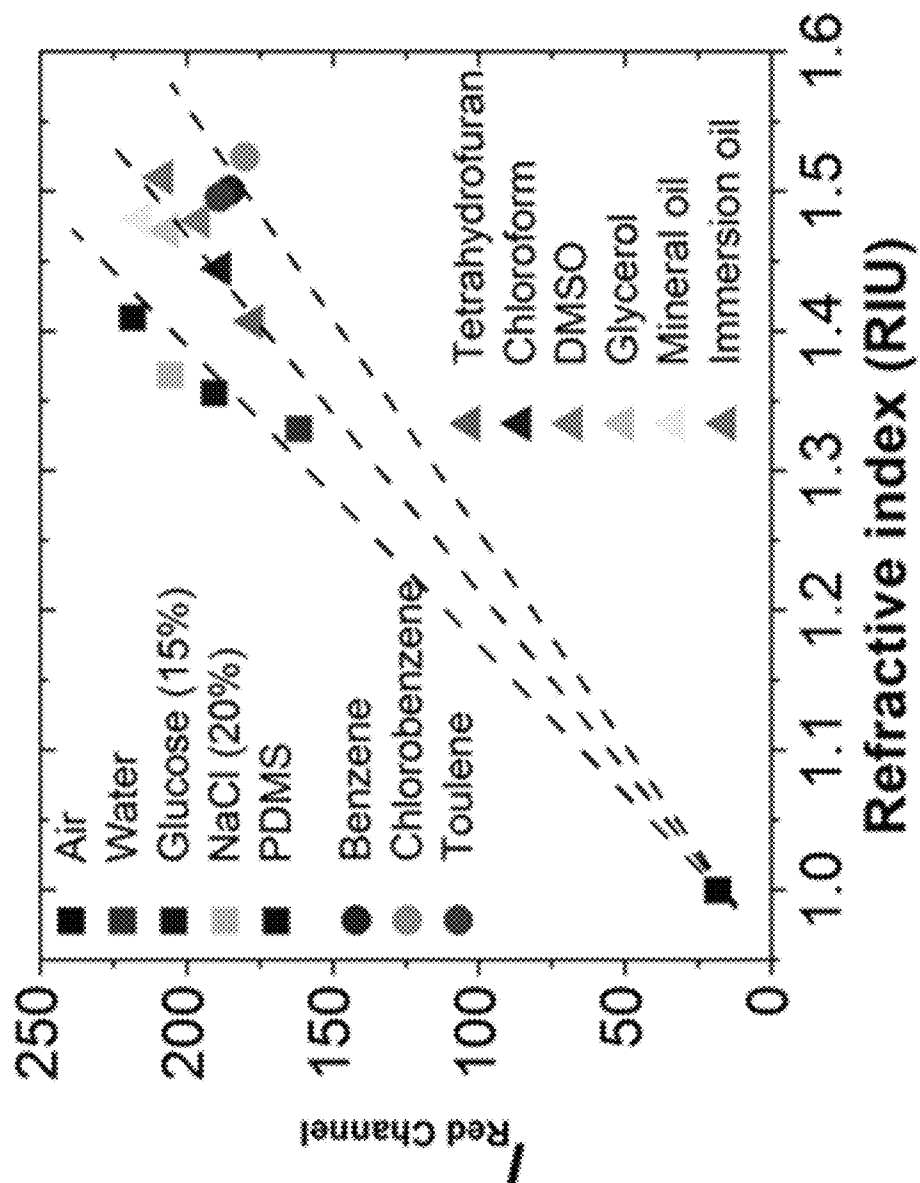 250
200
150
100
50
0
I Red Channel
1.0
1.1
1.2
1.3
1.4
1.5
1.6
Refractive index (RIU)
Air
Water
Glucose (15%)
NaCl (20%)
PDMS
Benzene
Chlorobenzene
Toulene
Tetrahydrofuran
Chloroform
DMSO
Glycerol
Mineral oil
Immersion oil